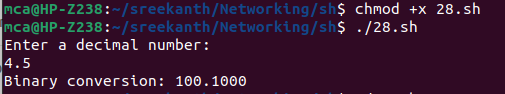 mca@HP-Z238:~/sreekanth/Networking/sh$ chmod +x 28.sh
mca@HP-Z238:~/sreekanth/Networking/sh$ ./28.sh
Enter a decimal number:
4.5
Binary conversion: 100.1000